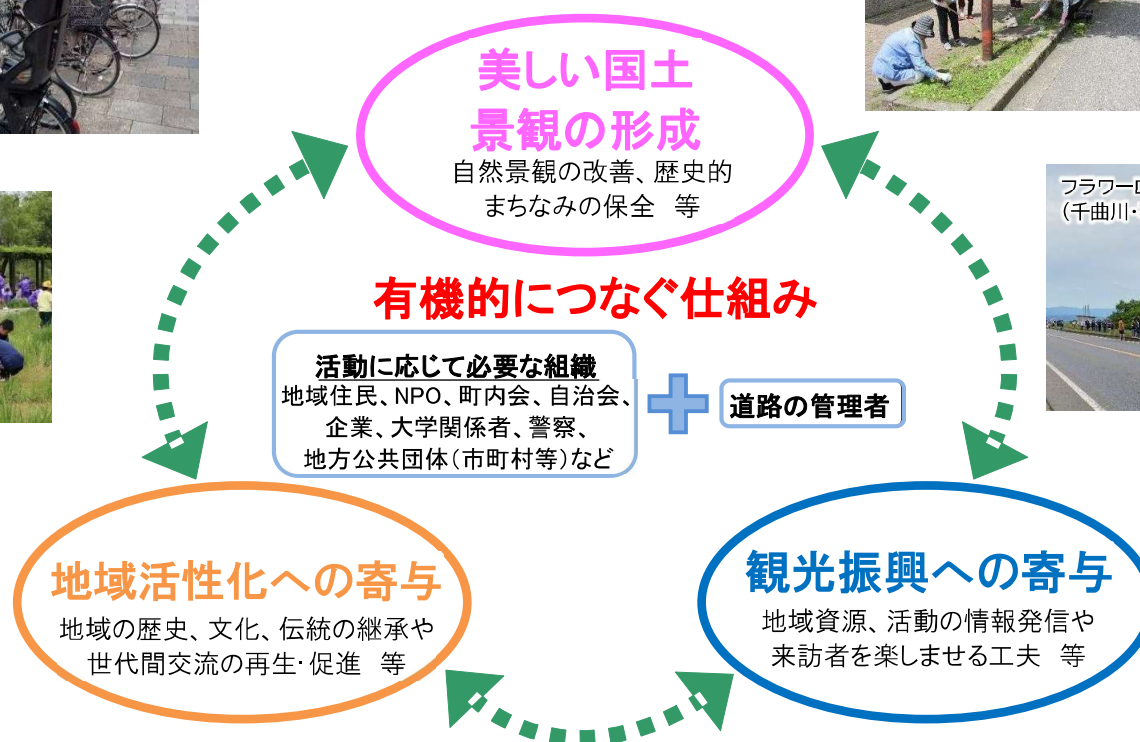 美しい国土
景観の形成
自然景観の改善、歴史的
まちなみの保全 等
フラワー
(千曲川・
有機的につなぐ仕組み
活動に応じて必要な組織
地域住民、NPO、町内会、自治会、
企業、大学関係者、警察、
地方公共団体(市町村等)など
道路の管理者
地域活性化への寄与
地域の歴史、文化、伝統の継承や
世代間交流の再生・促進 等
観光振興への寄与
地域資源、活動の情報発信や
来訪者を楽しませる工夫 等